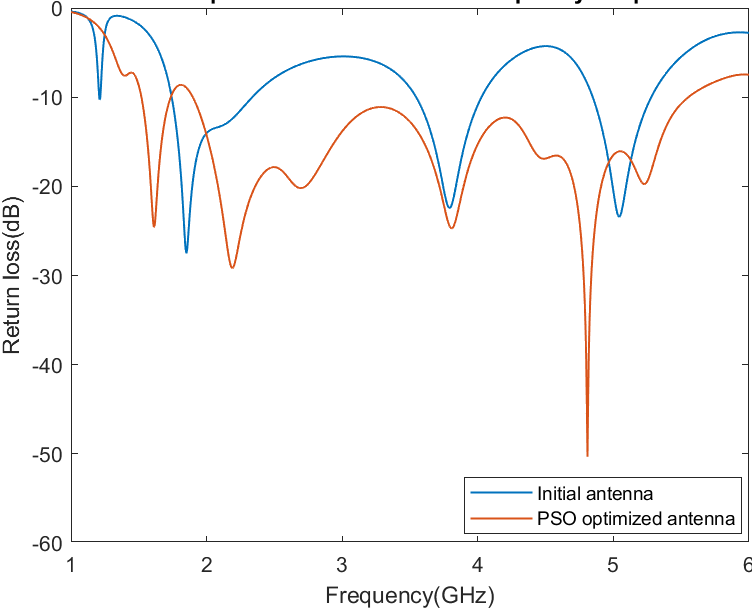 0
-10
-20
-30
-40
-50
-60
Return loss(dB)
Initial antenna
PSO optimized antenna
1 2 3 4 5 6
Frequency(GHz)